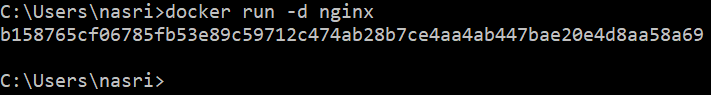 C:\Users\nasri>docker run -d nginx
b158765cf06785fb53e89c59712c474ab28b7ce4aa4ab447bae20e4d8aa58a69
C:\Users\nasri>